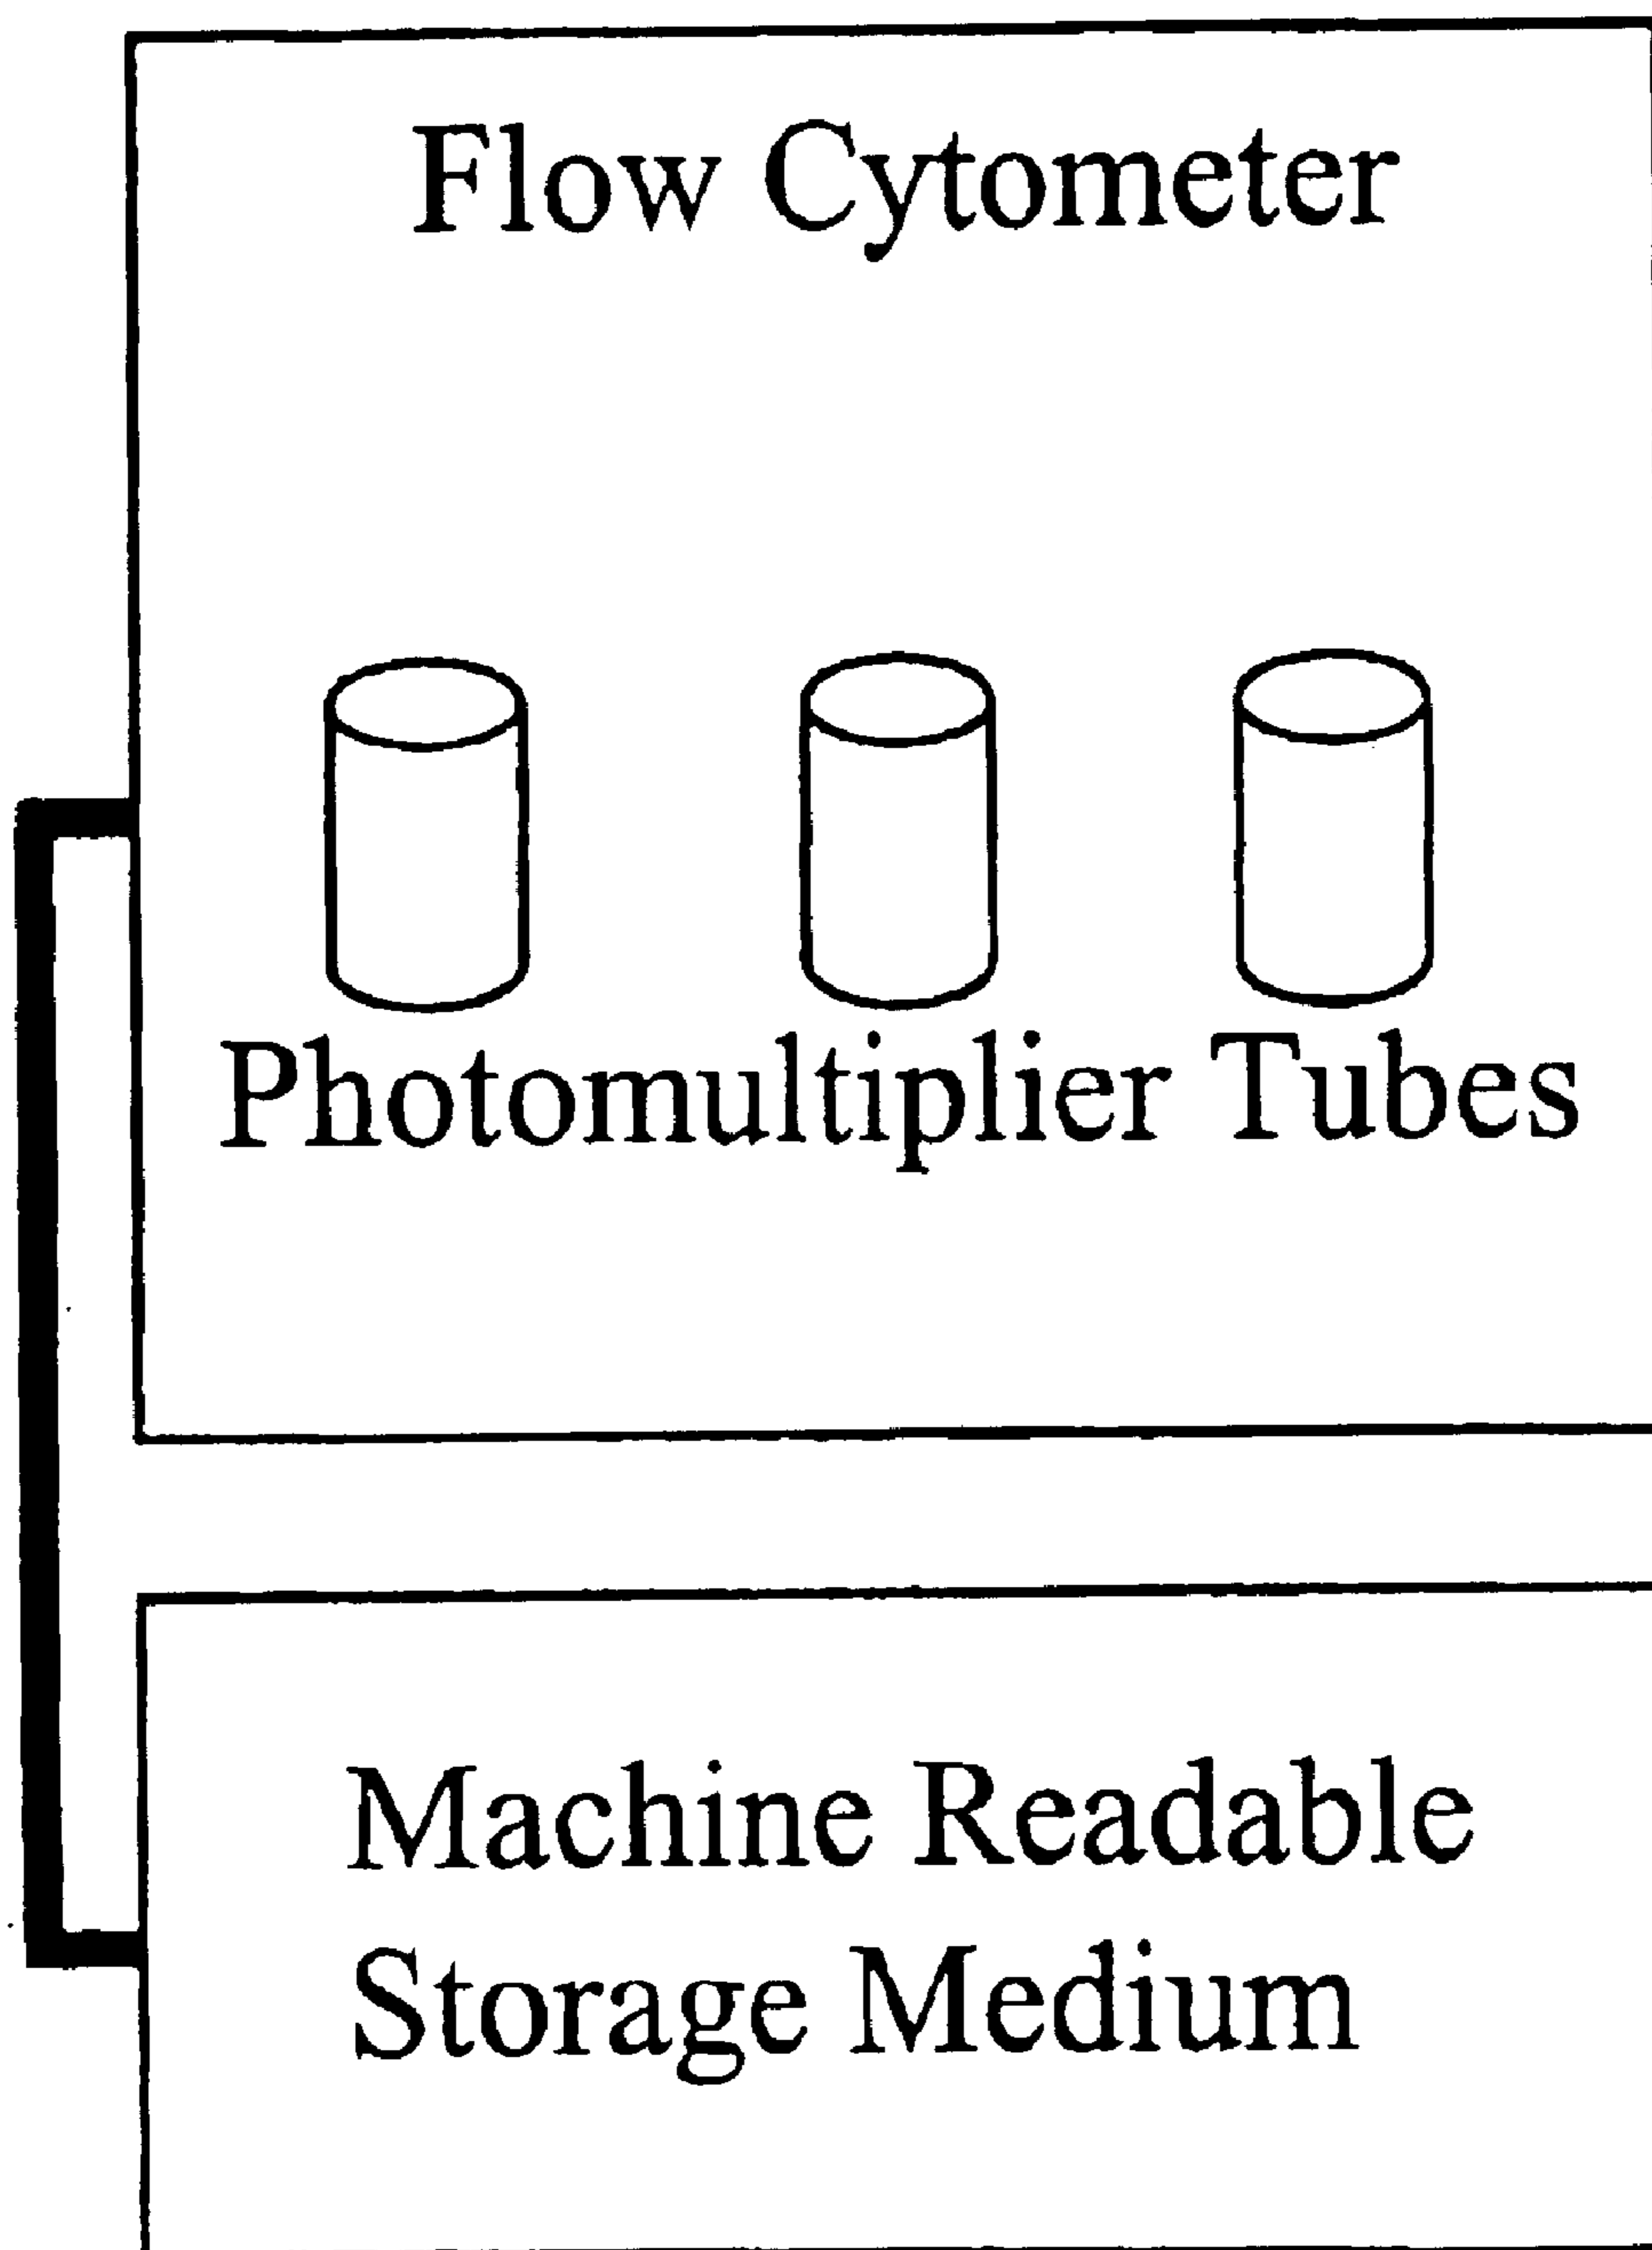 Flow Cytometer
Photomultiplier Tubes
Machine Readable
Storage Medium